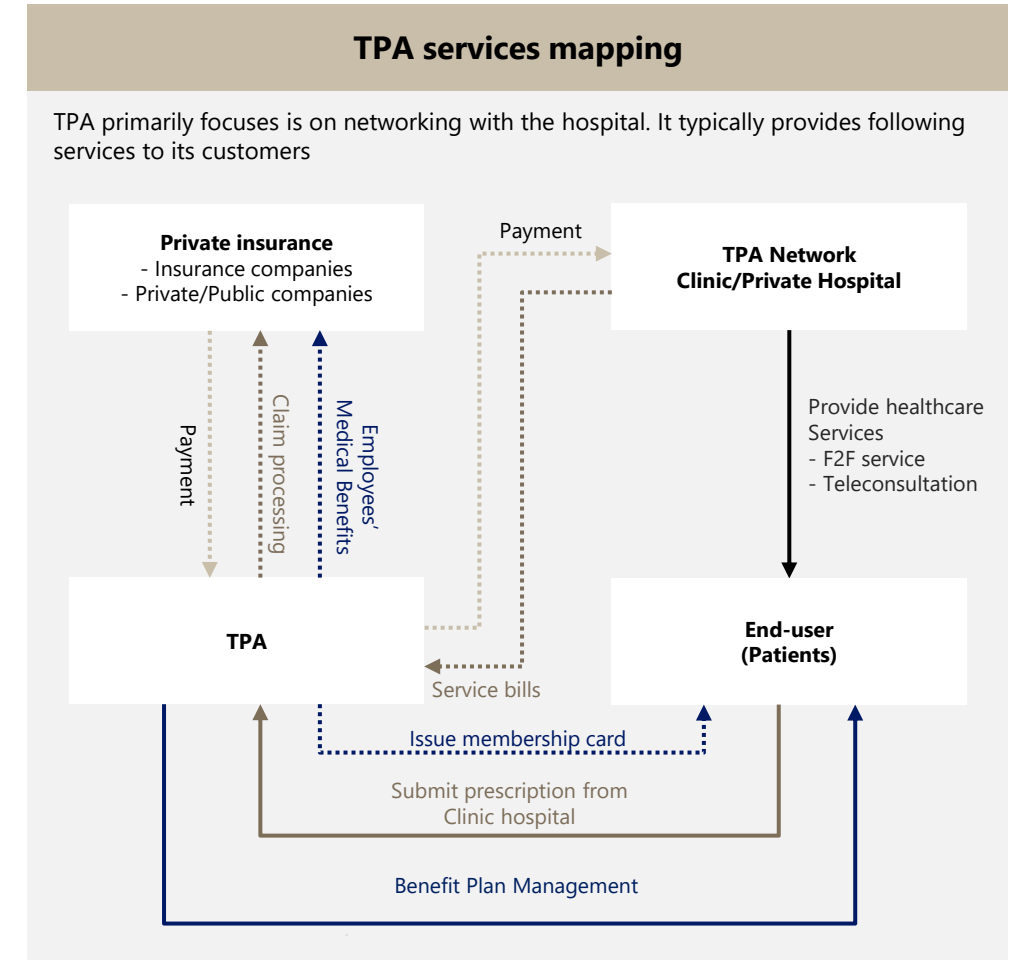 TPA services mapping
TPA primarily focuses is on networking with the hospital. It typically provides following
services to its customers
Private insurance
- Insurance companies
- Private/Public companies
Payment
TPA Network
Clinic/Private Hospital
Payment
Claim processing
Employees’
Medical Benefits
Provide healthcare
Services
- F2F service
- Teleconsultation
TPA
End-user
(Patients)
Service bills
Issue membership card
Submit prescription from
Clinic hospital
Benefit Plan Management